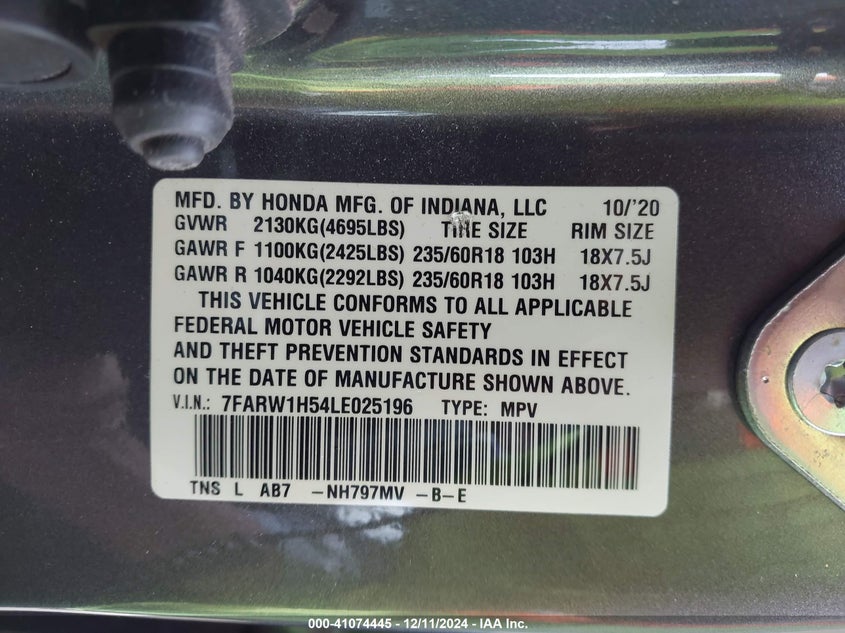 MFD. BY HONDA MFG. OF INDIANA, LLC 10/'20
GVWR 2130KG(4695LBS) TIRE SIZE RIM SIZE
GAWR F 1100KG(2425LBS) 235/60R18 103H 18X7.5J
GAWR R 1040KG(2292LBS) 235/60R18 103H 18X7.5J
THIS VEHICLE CONFORMS TO ALL APPLICABLE
FEDERAL MOTOR VEHICLE SAFETY
AND THEFT PREVENTION STANDARDS IN EFFECT
ON THE DATE OF MANUFACTURE SHOWN ABOVE.
V.I.N.: 7FARW1H54LE025196 TYPE: MPV
TNS L AB7 -NH797MV -B-E
000-41074445 - 12/11/2024 - © IAA Inc.